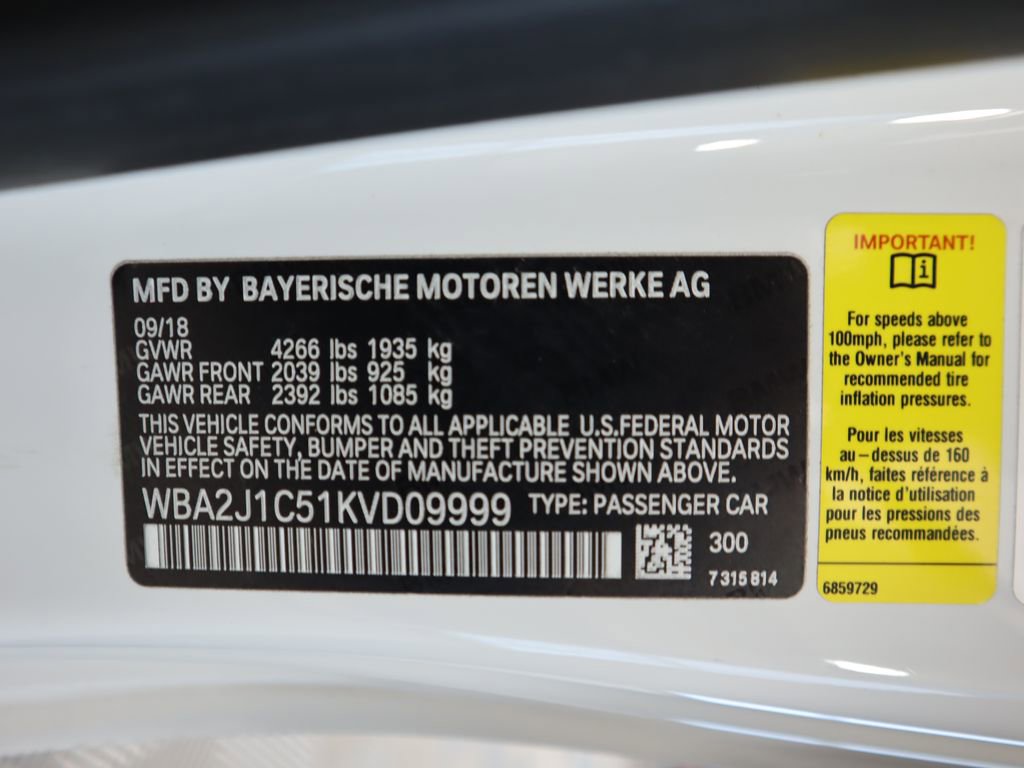 MFD BY BAYERISCHE MOTOREN WERKE AG
09/18
GVWR 4266 lbs 1935 kg
GAWR FRONT 2039 lbs 925 kg
GAWR REAR 2392 lbs 1085 kg
THIS VEHICLE CONFORMS TO ALL APPLICABLE U.S.FEDERAL MOTOR
VEHICLE SAFETY, BUMPER AND THEFT PREVENTION STANDARDS
IN EFFECT ON THE DATE OF MANUFACTURE SHOWN ABOVE.
WBA2J1C51KVD09999 TYPE: PASSENGER CAR
300
7 315 814
IMPORTANT!
For speeds above
100mph, please refer to
the Owner's Manual for
recommended tire
inflation pressures.
Pour les vitesses
au-dessus de 160
km/h, faites référence à
la notice d'utilisation
pour les pressions des
pneus recommandées.
6859729